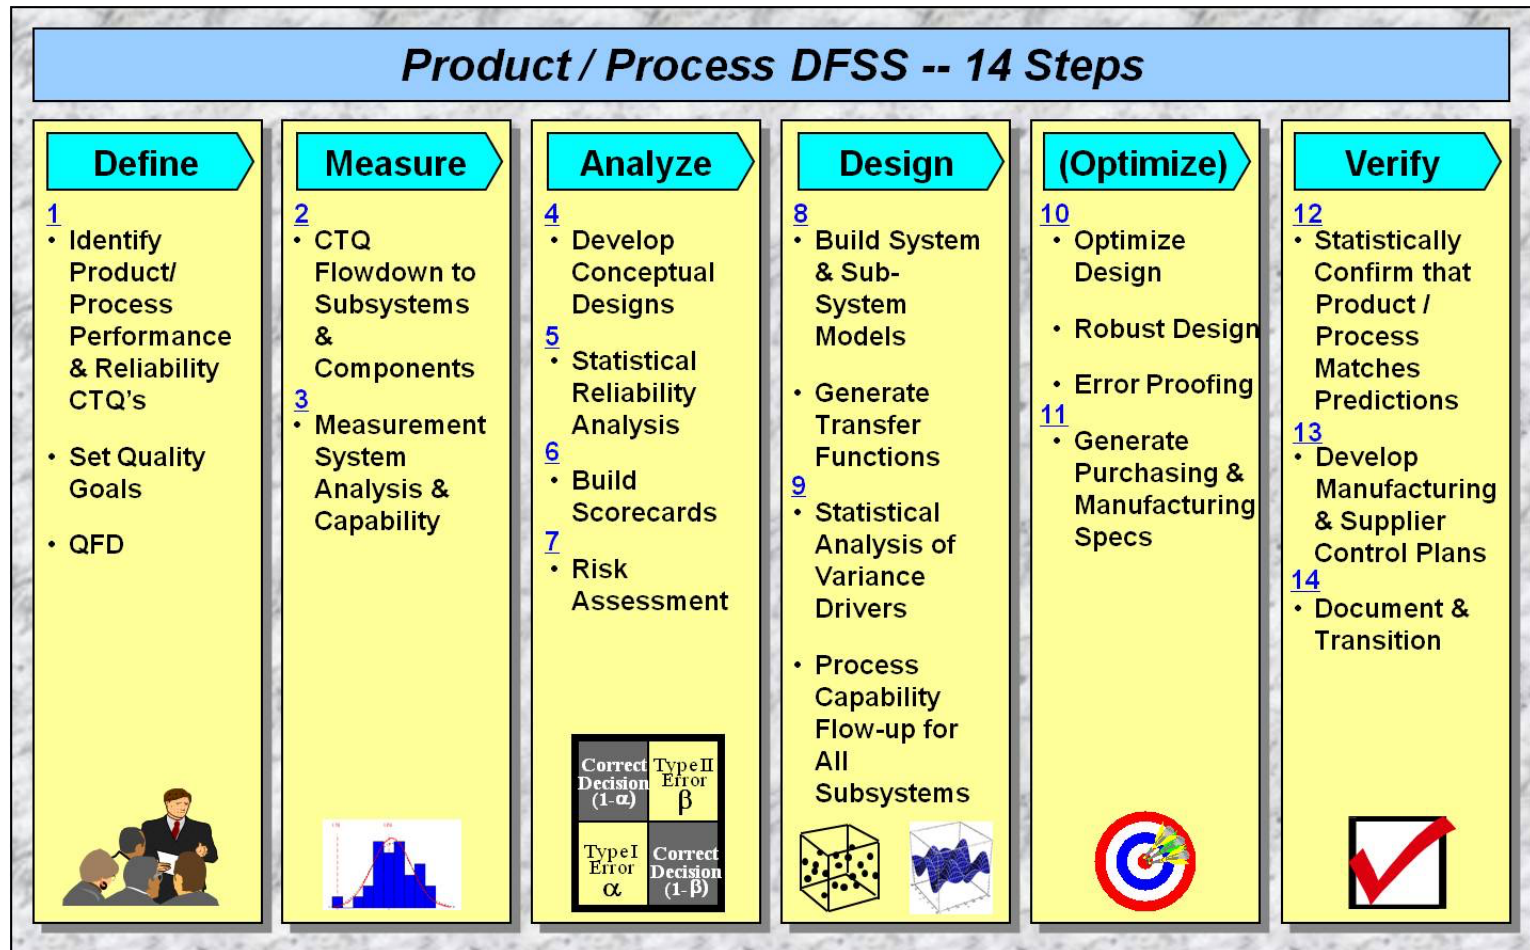 Product / Process DFSS -- 14 Steps
Define
1
• Identify
Product/
Process
Performance
& Reliability
CTQ's
• Set Quality
Goals
• QFD
Measure
2
• CTQ
Flowdown to
Subsystems
&
Components
3
• Measurement
System
Analysis &
Capability
Analyze
4
• Develop
Conceptual
Designs
5
• Statistical
Reliability
Analysis
6
• Build
Scorecards
7
• Risk
Assessment
Correct
Decision
(1-α)
Type II
Error
β
Type I
Error
α
Correct
Decision
(1-β)
Design
8
• Build System
& Sub-
System
Models
• Generate
Transfer
Functions
9
• Statistical
Analysis of
Variance
Drivers
• Process
Capability
Flow-up for
All
Subsystems
(Optimize)
10
• Optimize
Design
• Robust Design
• Error Proofing
11
• Generate
Purchasing &
Manufacturing
Specs
Verify
12
• Statistically
Confirm that
Product /
Process
Matches
Predictions
13
• Develop
Manufacturing
& Supplier
Control Plans
14
• Document &
Transition